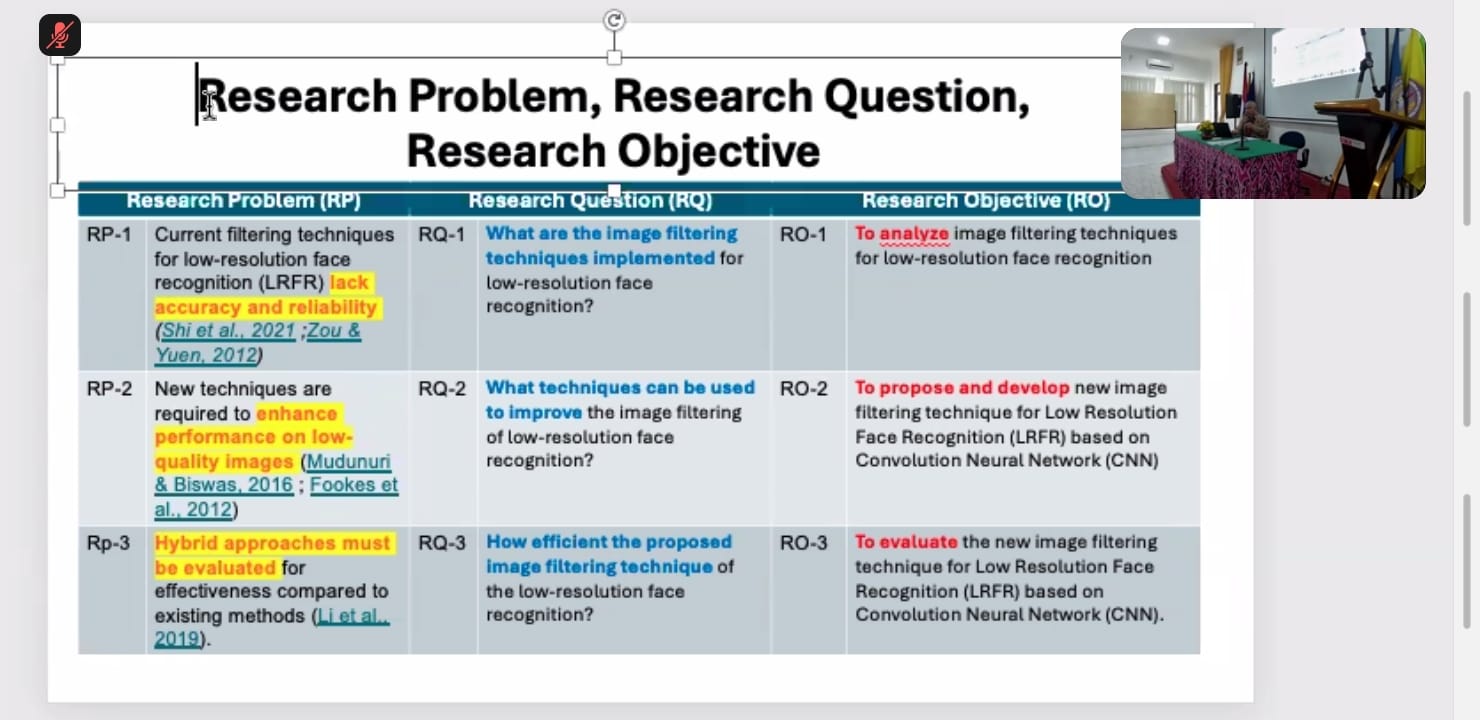 Research Problem, Research Question,
Research Objective
Research Problem (RP)
Research Question (RQ)
Research Objective (RO)
RP-1
Current filtering techniques
for low-resolution face
recognition (LRFR) lack
accuracy and reliability
(Shi et al., 2021 ;Zou &
Yuen, 2012)
RQ-1
What are the image filtering
techniques implemented for
low-resolution face
recognition?
RO-1
To analyze image filtering techniques
for low-resolution face recognition
RP-2
New techniques are
required to enhance
performance on low-
quality images (Mudunuri
& Biswas, 2016 ; Fookes et
al., 2012)
RQ-2
What techniques can be used
to improve the image filtering
of low-resolution face
recognition?
RO-2
To propose and develop new image
filtering technique for Low Resolution
Face Recognition (LRFR) based on
Convolution Neural Network (CNN)
Rp-3
Hybrid approaches must
be evaluated for
effectiveness compared to
existing methods (Li et al.,
2019).
RQ-3
How efficient the proposed
image filtering technique of
the low-resolution face
recognition?
RO-3
To evaluate the new image filtering
technique for Low Resolution Face
Recognition (LRFR) based on
Convolution Neural Network (CNN).